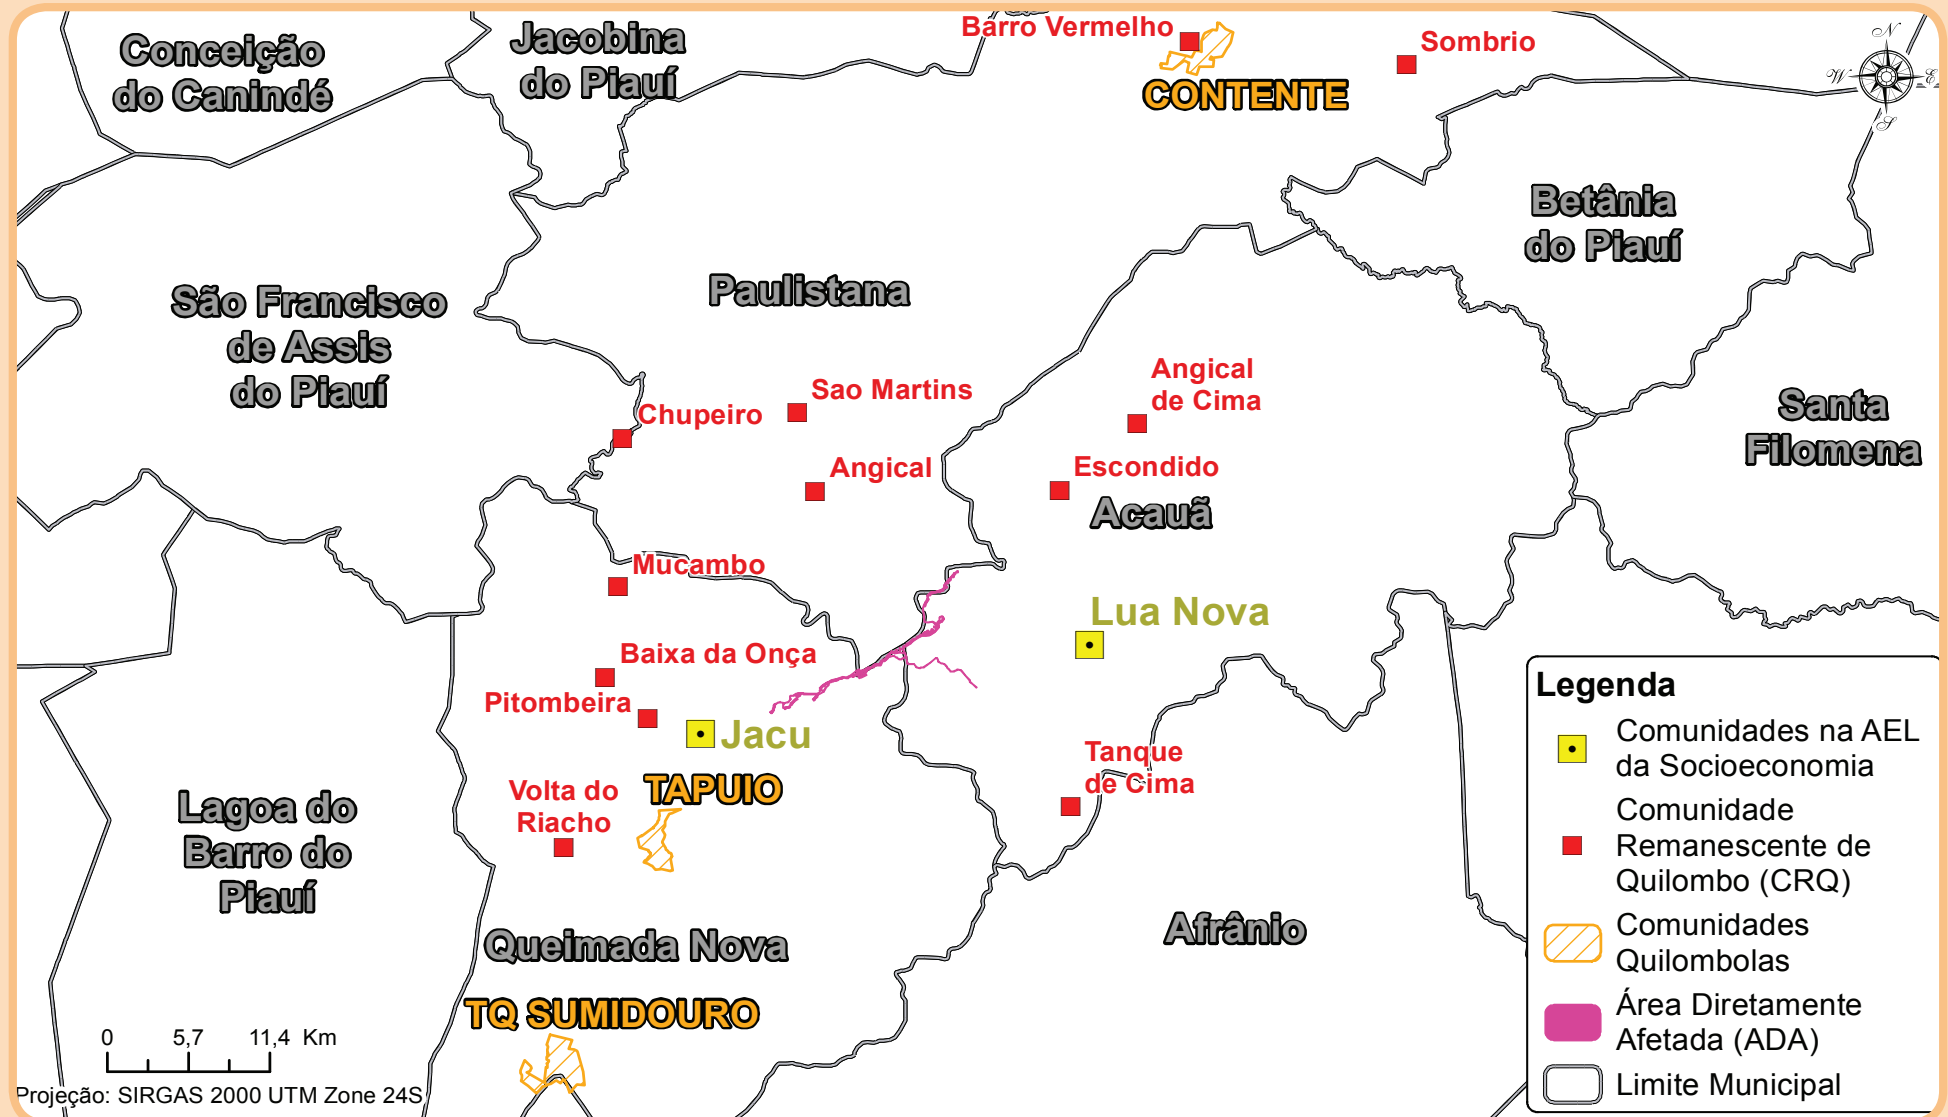 Conceição
do Canindé
Jacobina
do Piauí
Barro Vermelho
CONTENTE
Sombrio
N
W
E
S
Betânia
do Piauí
São Francisco
de Assis
do Piauí
Paulistana
Angical
de Cima
Sao Martins
Chupeiro
Santa
Filomena
Angical
Escondido
Acauã
Mucambo
Lua Nova
Baixa da Onça
Pitombeira
Jacu
Tanque
de Cima
TAPUIO
Volta do
Riacho
Lagoa do
Barro do
Piauí
Queimada Nova
Afrânio
TQ SUMIDOURO
0 5,7 11,4 Km
Projeção: SIRGAS 2000 UTM Zone 24S
Legenda
Comunidades na AEL
da Socioeconomia
Comunidade
Remanescente de
Quilombo (CRQ)
Comunidades
Quilombolas
Área Diretamente
Afetada (ADA)
Limite Municipal